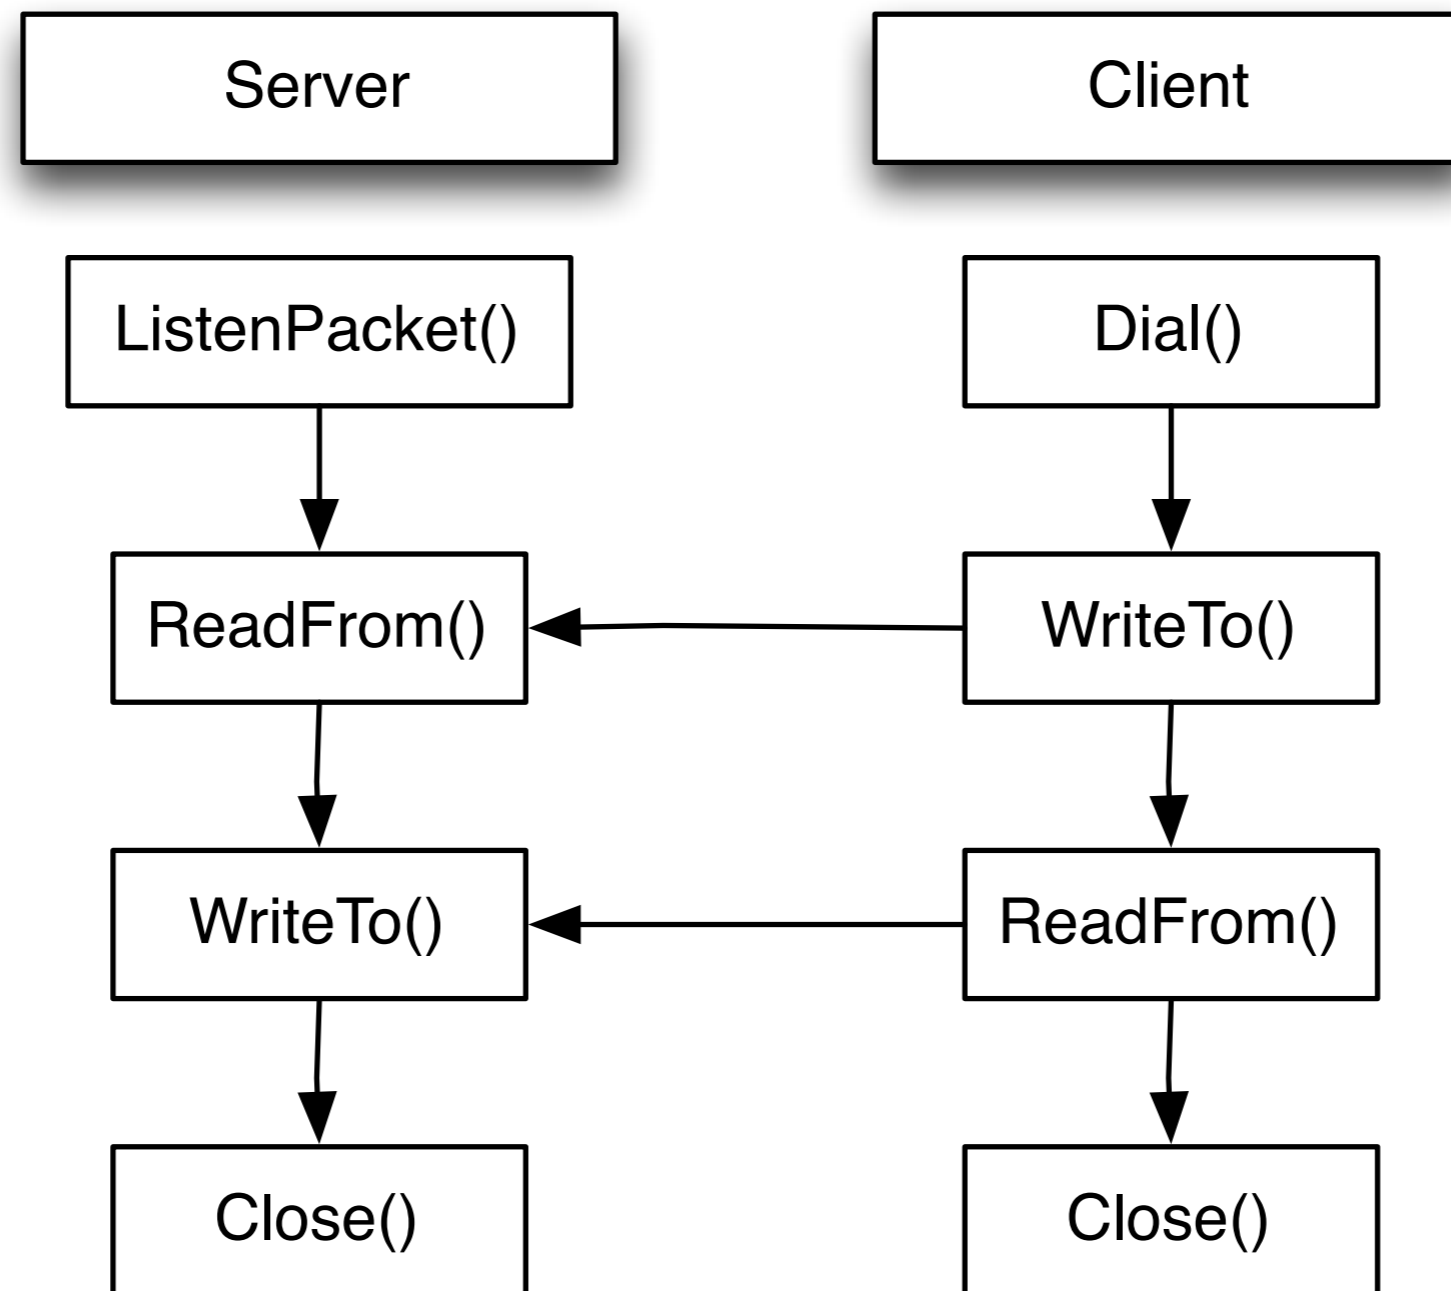 Server
Client
ListenPacket()
Dial()
ReadFrom()
WriteTo()
WriteTo()
ReadFrom()
Close()
Close()